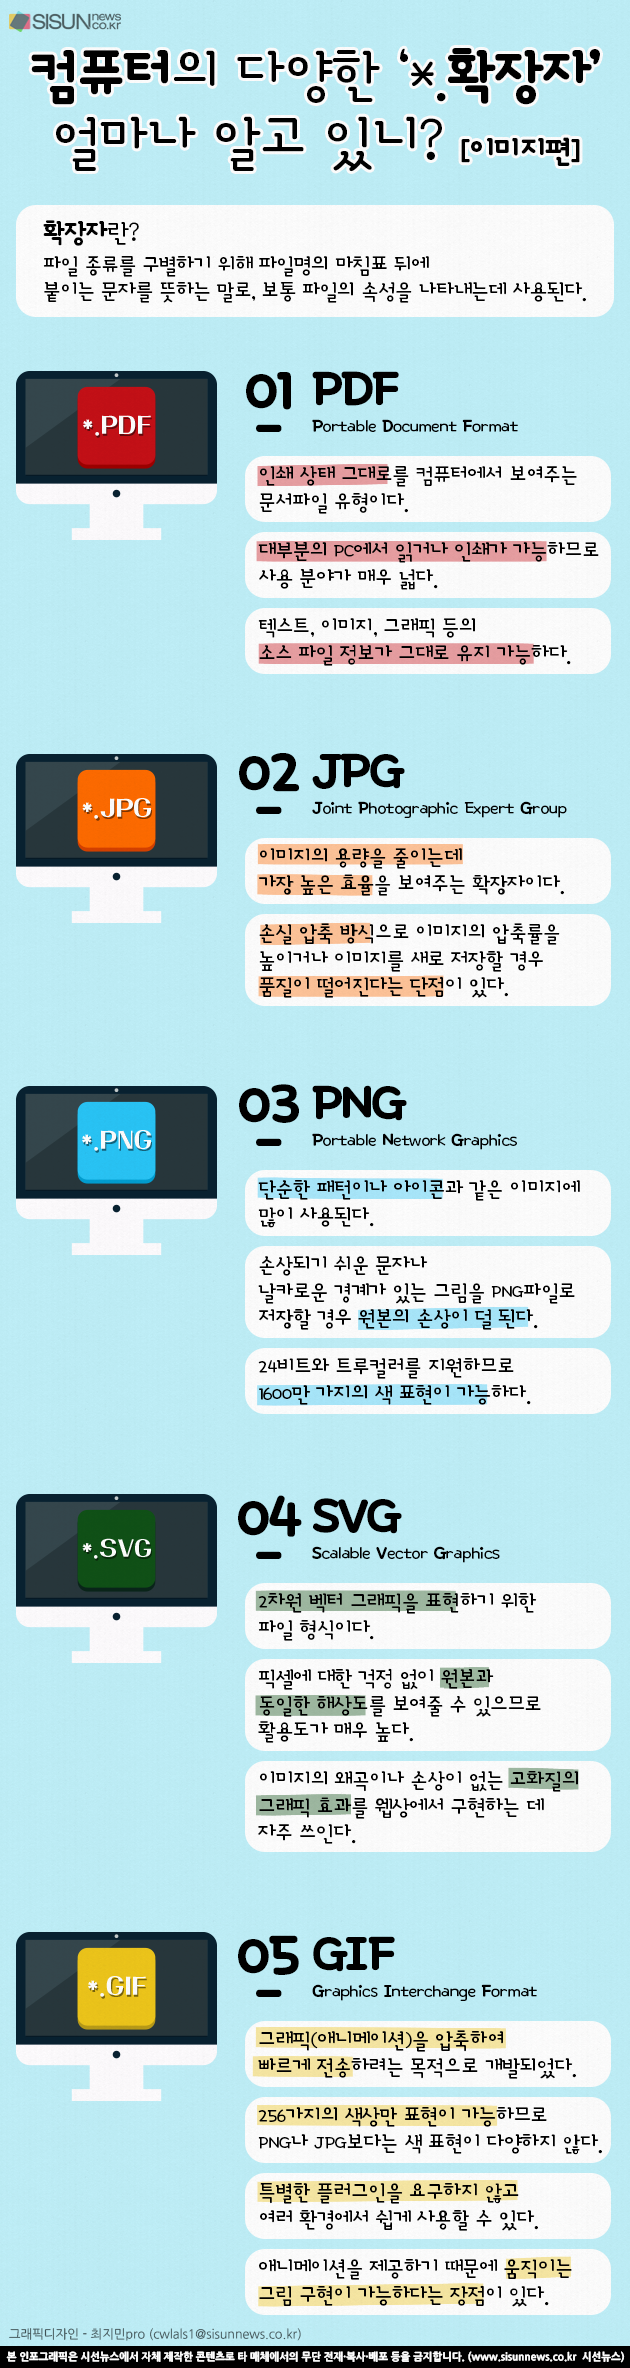 SISUNnews
CO.KR
컴퓨터의 다양한 ‘*.확장자’
얼마나 알고 있니? [이미지편]
확장자란?
파일 종류를 구별하기 위해 파일명의 마침표 뒤에
붙이는 문자를 뜻하는 말로, 보통 파일의 속성을 나타내는데 사용된다.
*.PDF
01 PDF
Portable Document Format
인쇄 상태 그대로를 컴퓨터에서 보여주는
문서파일 유형이다.
대부분의 PC에서 읽거나 인쇄가 가능하므로
사용 분야가 매우 넓다.
텍스트, 이미지, 그래픽 등의
소스 파일 정보가 그대로 유지 가능하다.
*.JPG
02 JPG
Joint Photographic Expert Group
이미지의 용량을 줄이는데
가장 높은 효율을 보여주는 확장자이다.
손실 압축 방식으로 이미지의 압축률을
높이거나 이미지를 새로 저장할 경우
품질이 떨어진다는 단점이 있다.
*.PNG
03 PNG
Portable Network Graphics
단순한 패턴이나 아이콘과 같은 이미지에
많이 사용된다.
손상되기 쉬운 문자나
날카로운 경계가 있는 그림을 PNG파일로
저장할 경우 원본의 손상이 덜 된다.
24비트와 트루컬러를 지원하므로
1600만 가지의 색 표현이 가능하다.
*.SVG
04 SVG
Scalable Vector Graphics
2차원 벡터 그래픽을 표현하기 위한
파일 형식이다.
픽셀에 대한 걱정 없이 원본과
동일한 해상도를 보여줄 수 있으므로
활용도가 매우 높다.
이미지의 왜곡이나 손상이 없는 고화질의
그래픽 효과를 웹상에서 구현하는 데
자주 쓰인다.
*.GIF
05 GIF
Graphics Interchange Format
그래픽(애니메이션)을 압축하여
빠르게 전송하려는 목적으로 개발되었다.
256가지의 색상만 표현이 가능하므로
PNG나 JPG보다는 색 표현이 다양하지 않다.
특별한 플러그인을 요구하지 않고
여러 환경에서 쉽게 사용할 수 있다.
애니메이션을 제공하기 때문에 움직이는
그림 구현이 가능하다는 장점이 있다.
그래픽디자인 - 최지민pro (cwlals1@sisunnews.co.kr)
본 인포그래픽은 시선뉴스에서 자체 제작한 콘텐츠로 타 매체에서의 무단 전재·복사·배포 등을 금지합니다. (www.sisunnews.co.kr 시선뉴스)